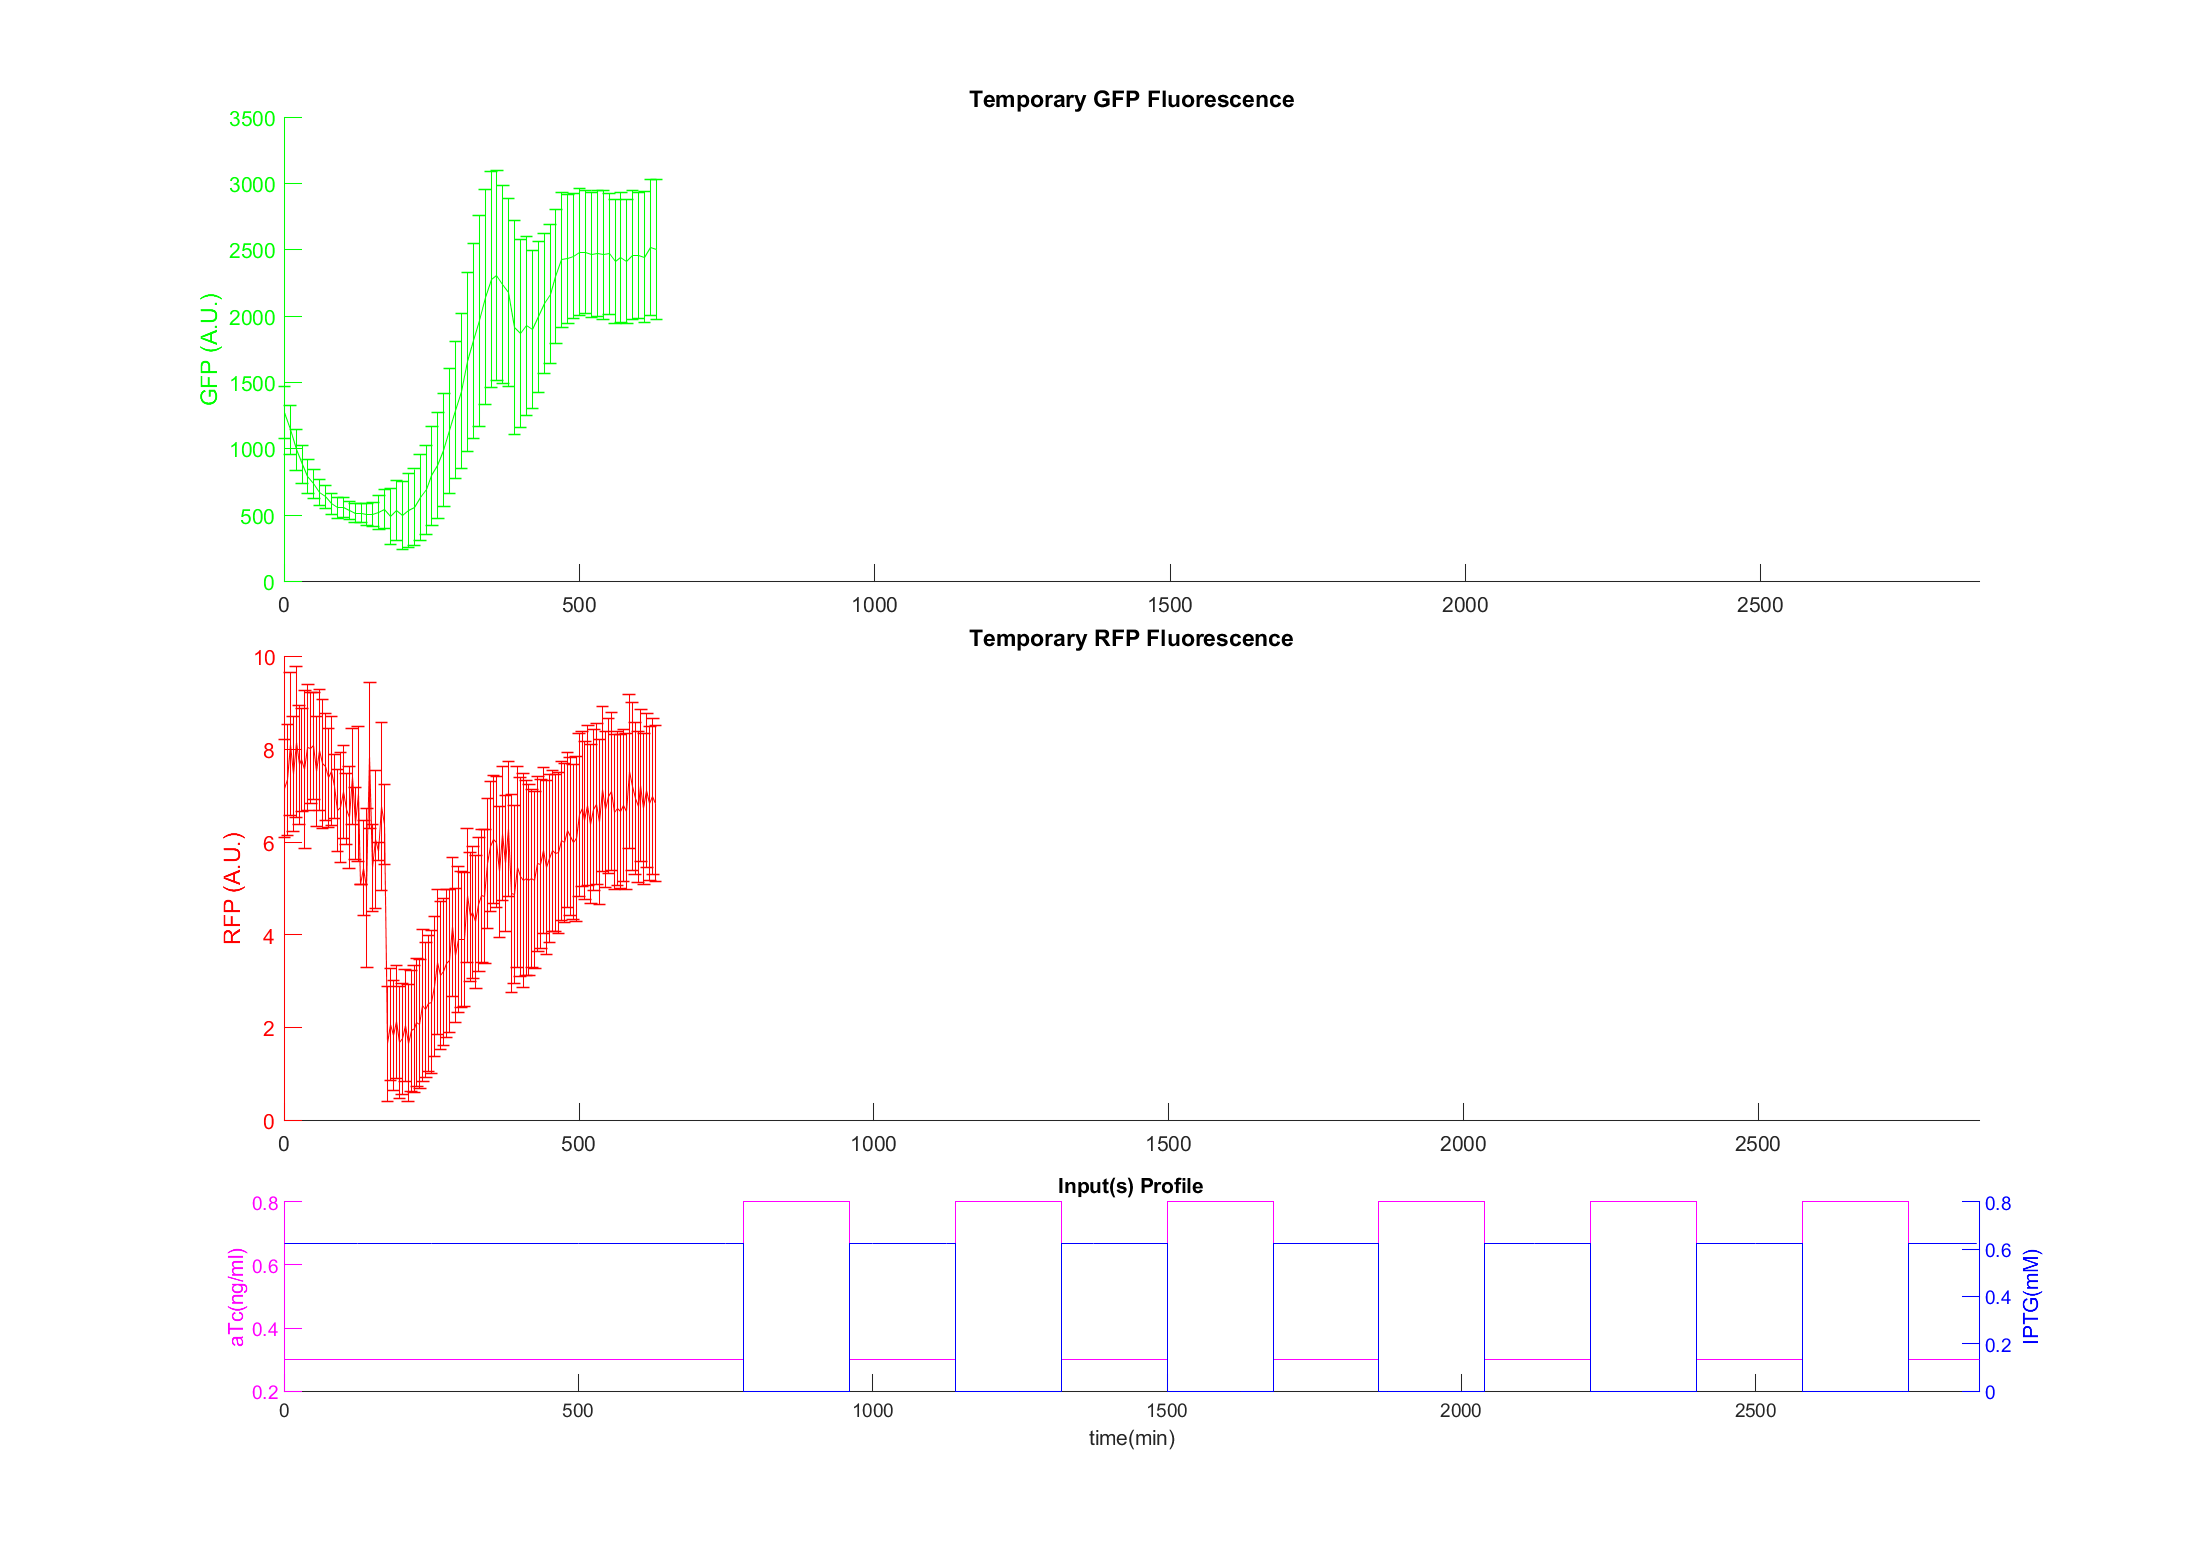 Temporary GFP Fluorescence
3500
3000
2500
2000
1500
1000
500
0
GFP (A.U.)
0 500 1000 1500 2000 2500
Temporary RFP Fluorescence
10
8
6
4
2
0
RFP (A.U.)
0 500 1000 1500 2000 2500
Input(s) Profile
0.8
0.6
0.4
0.2
aTc(ng/ml)
0.8
0.6
0.4
0.2
0
IPTG(mM)
0 500 1000 1500 2000 2500
time(min)